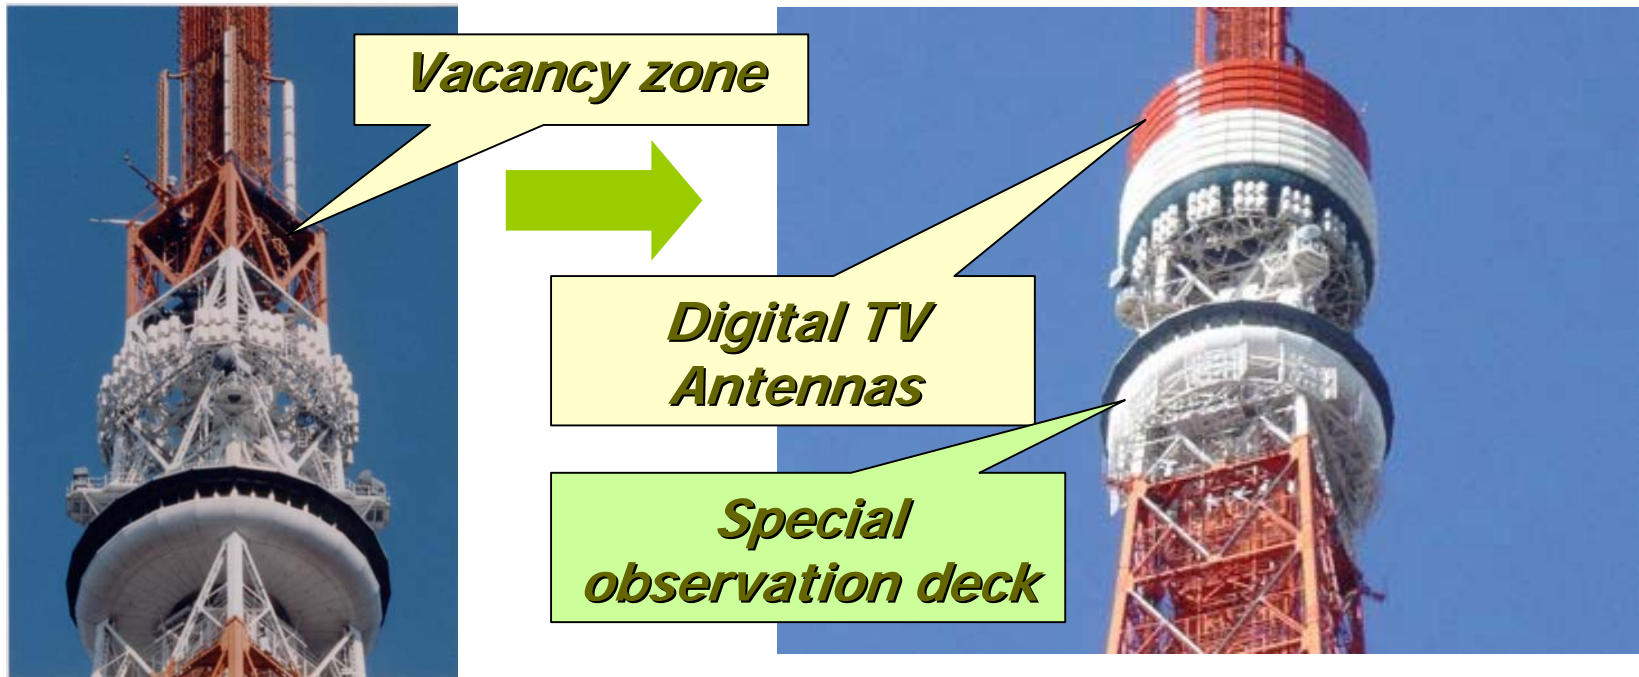 Vacancy zone
Digital TV
Antennas
Special
observation deck